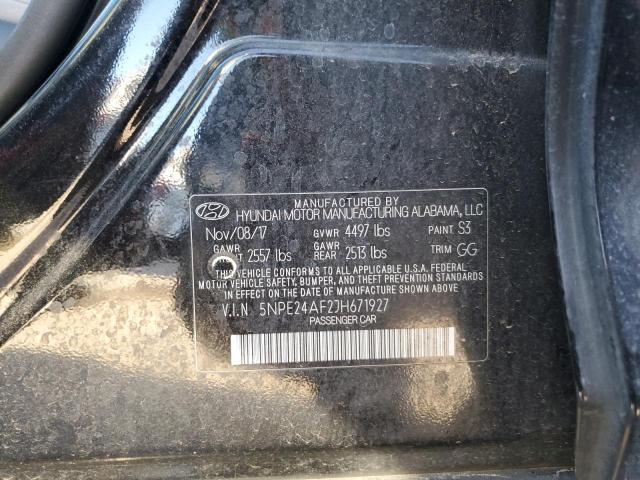 MANUFACTURED BY
HYUNDAI MOTOR MANUFACTURING ALABAMA, LLC
Nov/08/17 GVWR 4497 lbs PAINT S3
GAWR 2557 lbs GAWR REAR 2513 lbs TRIM GG
THIS VEHICLE CONFORMS TO ALL APPLICABLE U.S.A. FEDERAL
MOTOR VEHICLE SAFETY, BUMPER, AND THEFT PREVENTION STANDARDS
IN EFFECT ON THE DATE OF MANUFACTURE SHOWN ABOVE.
V.I.N 5NPE24AF2JH671927
PASSENGER CAR